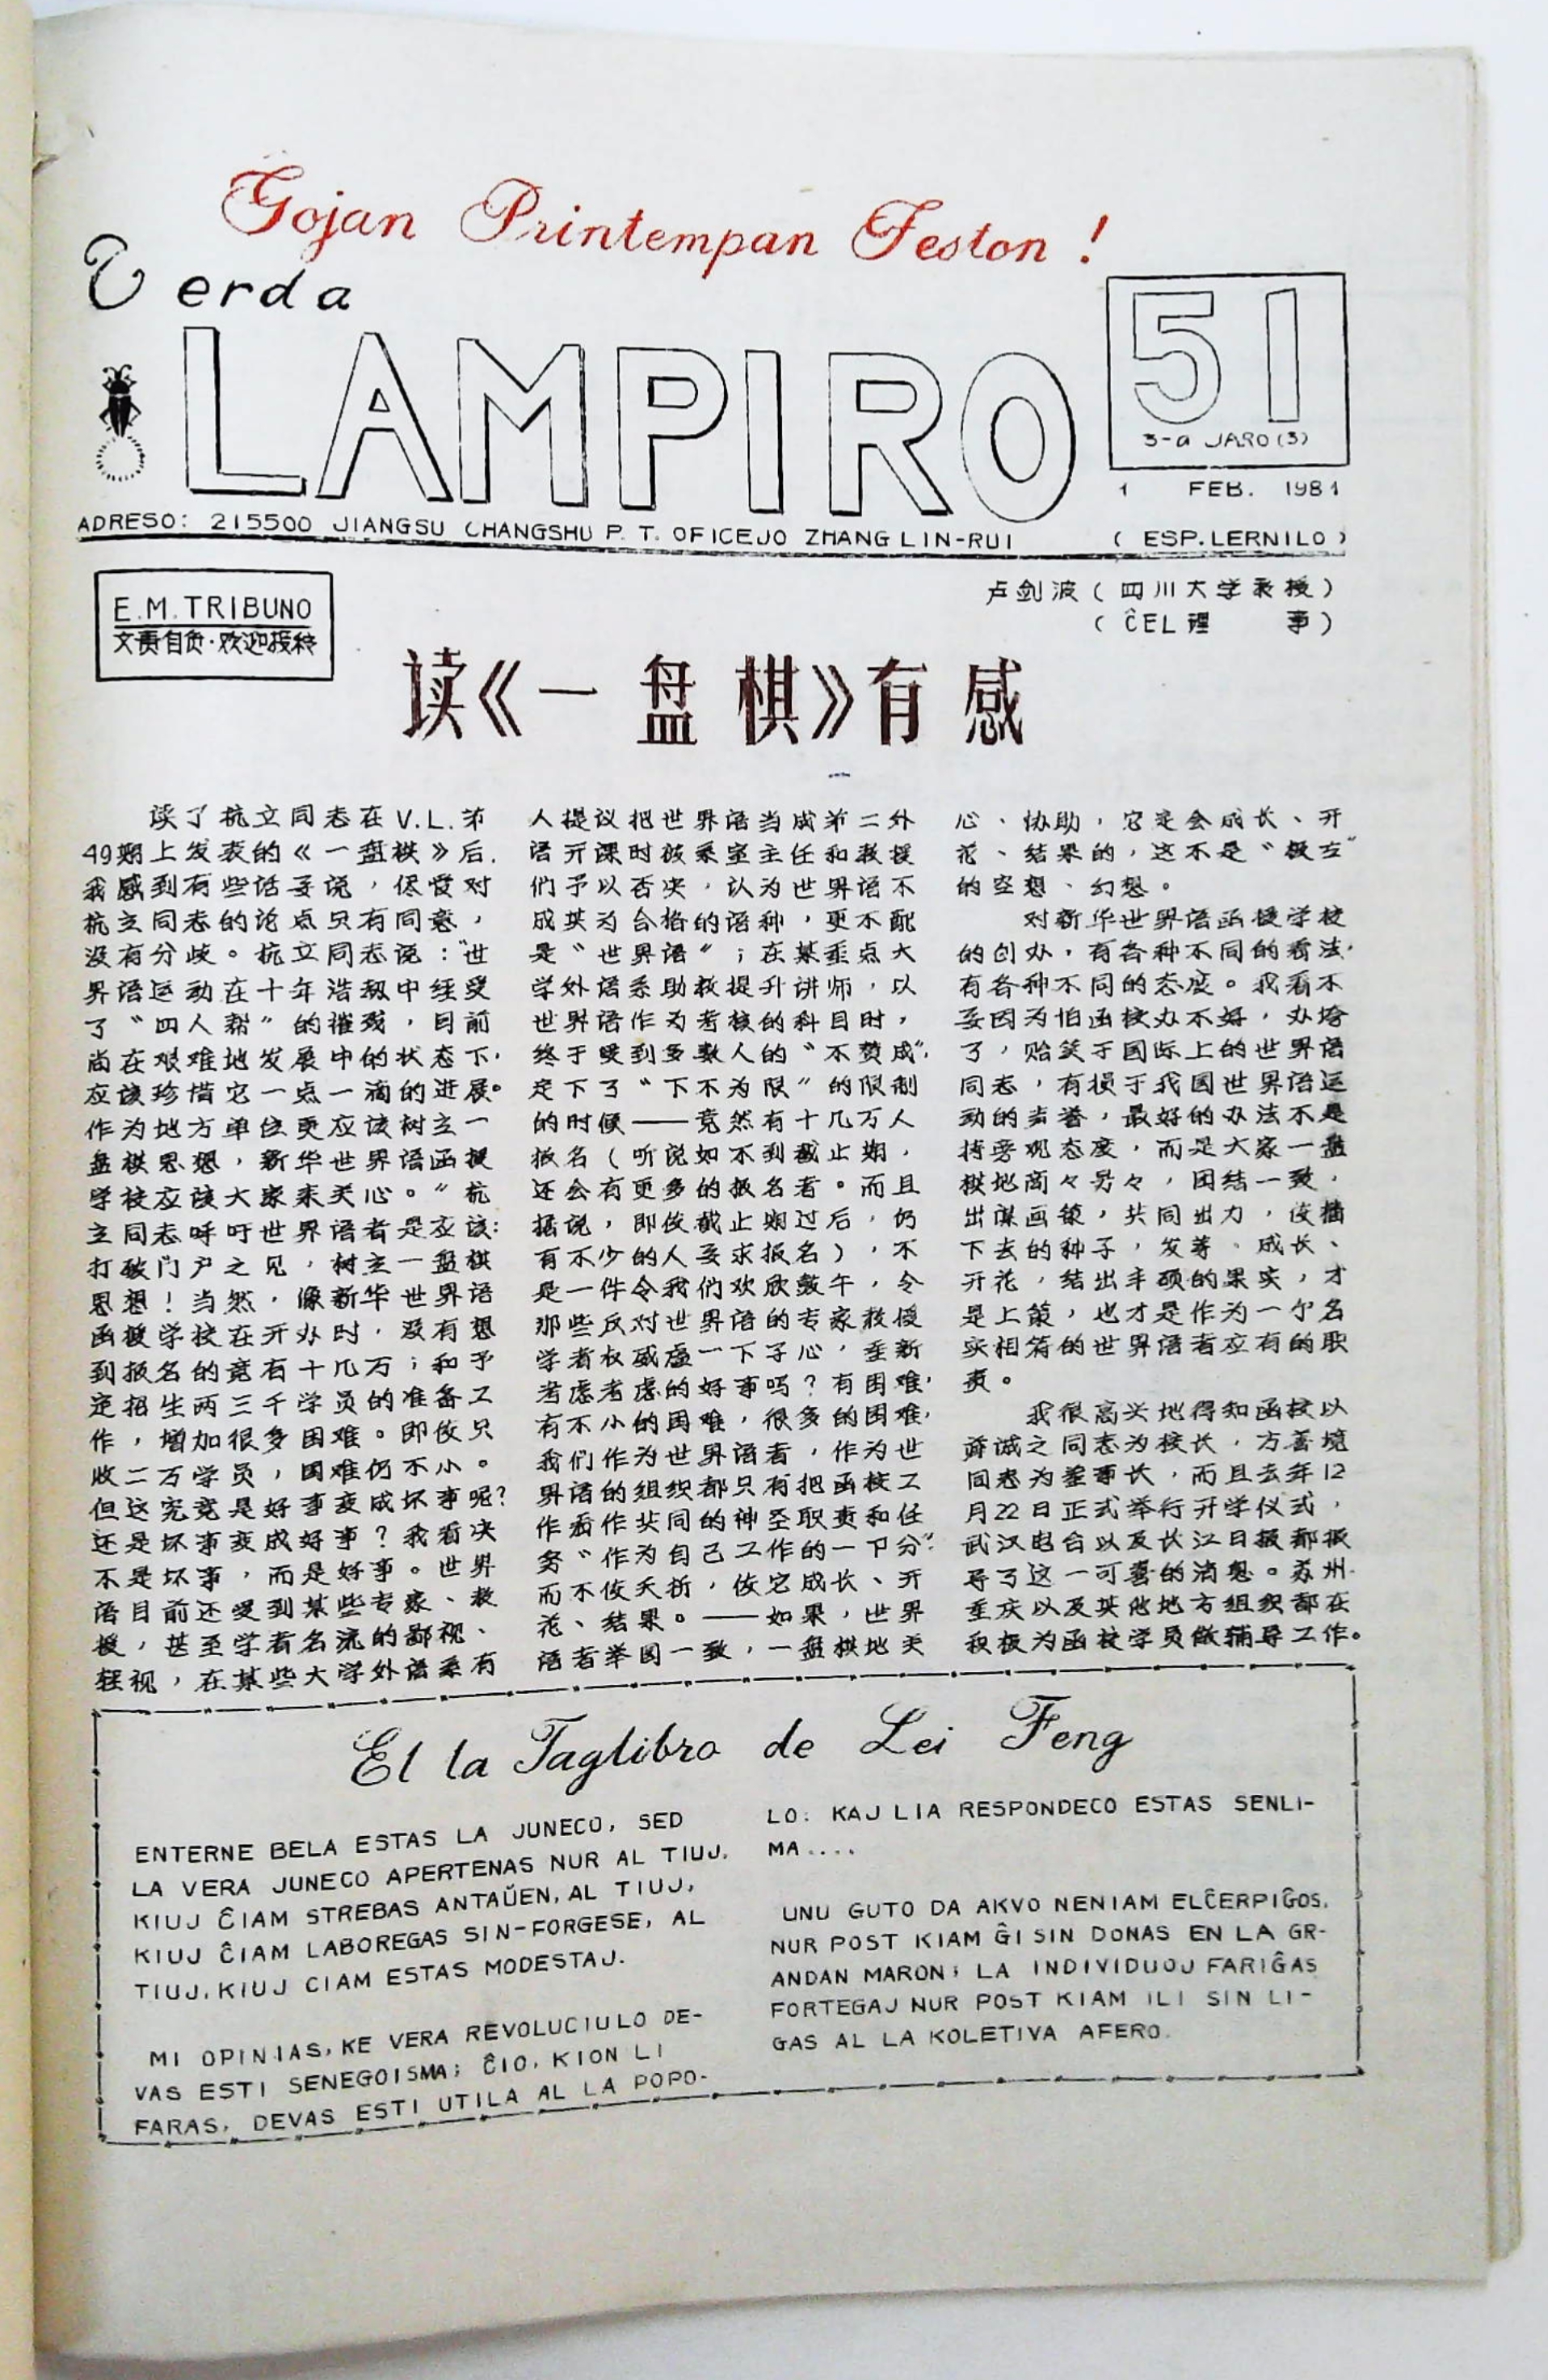 Gojan Printempan Feston !
Verda
LAMPIRO
51
3-a JARO(3)
1 FEB. 1981
ADRESO: 215500 JIANGSU CHANGSHU P. T. OFICEJO ZHANG LIN-RUI ( ESP.LERNILO )
E.M.TRIBUNO
文责自负·欢迎投稿
卢剑波(四川大学教授)
(ĈEL理 事)
读《一盘棋》有感
读了杭立同志在V.L.第
49期上发表的《一盘棋》后,
我感到有些话要说,尽管对
杭立同志的论点只有同意,
没有分歧。杭立同志说:“世
界语运动在十年浩劫中经受
了“四人帮”的摧残,目前
尚在艰难地发展中的状态下,
应该珍惜它一点一滴的进展。
作为地方单位更应该树立一
盘棋思想,新华世界语函授
学校应该大家来关心。”杭
立同志呼吁世界语者是应该:
打破门户之见,树立一盘棋
思想!当然,像新华世界语
函授学校在开办时,没有想
到报名的竟有十几万;和予
定招生两三千学员的准备工
作,增加很多困难。即使只
收二万学员,困难仍不小。
但这究竟是好事变成坏事呢?
还是坏事变成好事?我看决
不是坏事,而是好事。世界
语目前还受到某些专家、教
授,甚至学者名流的鄙视、
轻视,在某些大学外语系有
人提议把世界语当成第二外
语开课时被系室主任和教授
们予以否决,认为世界语不
成其为合格的语种,更不配
是“世界语”;在某重点大
学外语系助教提升讲师,以
世界语作为考核的科目时,
终于受到多数人的“不赞成”,
定下了“下不为限”的限制
的时候——竟然有十几万人
报名(听说如不到截止期,
还会有更多的报名者。而且
据说,即使截止期过后,仍
有不少的人要求报名),不
是一件令我们欢欣鼓午,令
那些反对世界语的专家教授
学者权威虚一下子心,重新
考虑考虑的好事吗?有困难,
有不小的困难,很多的困难,
我们作为世界语者,作为世
界语的组织都只有把函校工
作看作共同的神圣职责和任
务“作为自己工作的一下分”.
而不使夭折,使它成长、开
花、结果。——如果,世界
语者举国一致,一盘棋地关
心、协助,它是会成长、开
花、结果的,这不是“极左”
的空想、幻想。
对新华世界语函授学校
的创办,有各种不同的看法,
有各种不同的态度。我看不
要因为怕函校办不好,办垮
了,贻笑于国际上的世界语
同志,有损于我国世界语运
动的声誉,最好的办法不是
持旁观态度,而是大家一盘
棋地商々另々,团结一致,
出谋画策,共同出力,使播
下去的种子,发芽、成长、
开花,结出丰硕的果实,才
是上策,也才是作为一个名
实相符的世界语者应有的职
责。
我很高兴地得知函校以
薛诚之同志为校长,方善境
同志为董事长,而且去年12
月22日正式举行开学仪式,
武汉电台以及长江日报都报
导了这一可喜的消息。苏州、
重庆以及其他地方组织都在
积极为函校学员做辅导工作。
El la Taglibro de Lei Feng
ENTERNE BELA ESTAS LA JUNECO, SED
LA VERA JUNECO APERTENAS NUR AL TIUJ,
KIUJ ĈIAM STREBAS ANTAŬEN, AL TIUJ,
KIUJ ĈIAM LABOREGAS SIN-FORGESE, AL
TIUJ, KIUJ CIAM ESTAS MODESTAJ.
MI OPINIAS, KE VERA REVOLUCIULO DE-
VAS ESTI SENEGOISMA; ĈIO, KION LI
FARAS, DEVAS ESTI UTILA AL LA POPO-
LO; KAJ LIA RESPONDECO ESTAS SENLI-
MA....
UNU GUTO DA AKVO NENIAM ELĈERPIĜOS,
NUR POST KIAM ĜI SIN DONAS EN LA GR-
ANDAN MARON; LA INDIVIDUOJ FARIĜAS
FORTEGAJ NUR POST KIAM ILI SIN LI-
GAS AL LA KOLETIVA AFERO.